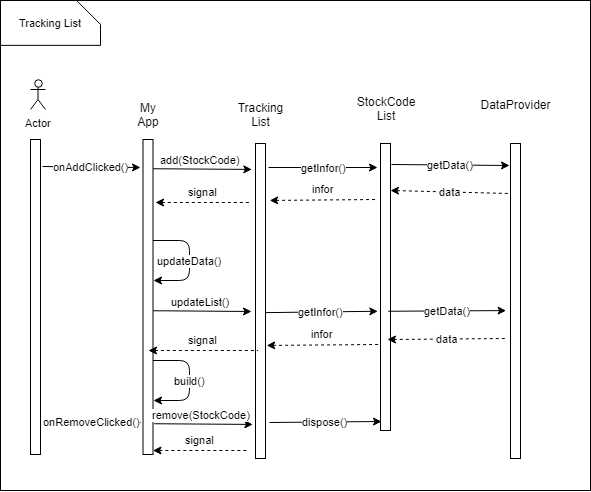 Tracking List
Actor
My
App
Tracking
List
StockCode
List
DataProvider
onAddClicked()
add(StockCode)
getInfor()
getData()
signal
infor
data
updateData()
updateList()
getInfor()
getData()
signal
infor
data
build()
onRemoveClicked()
remove(StockCode)
dispose()
signal